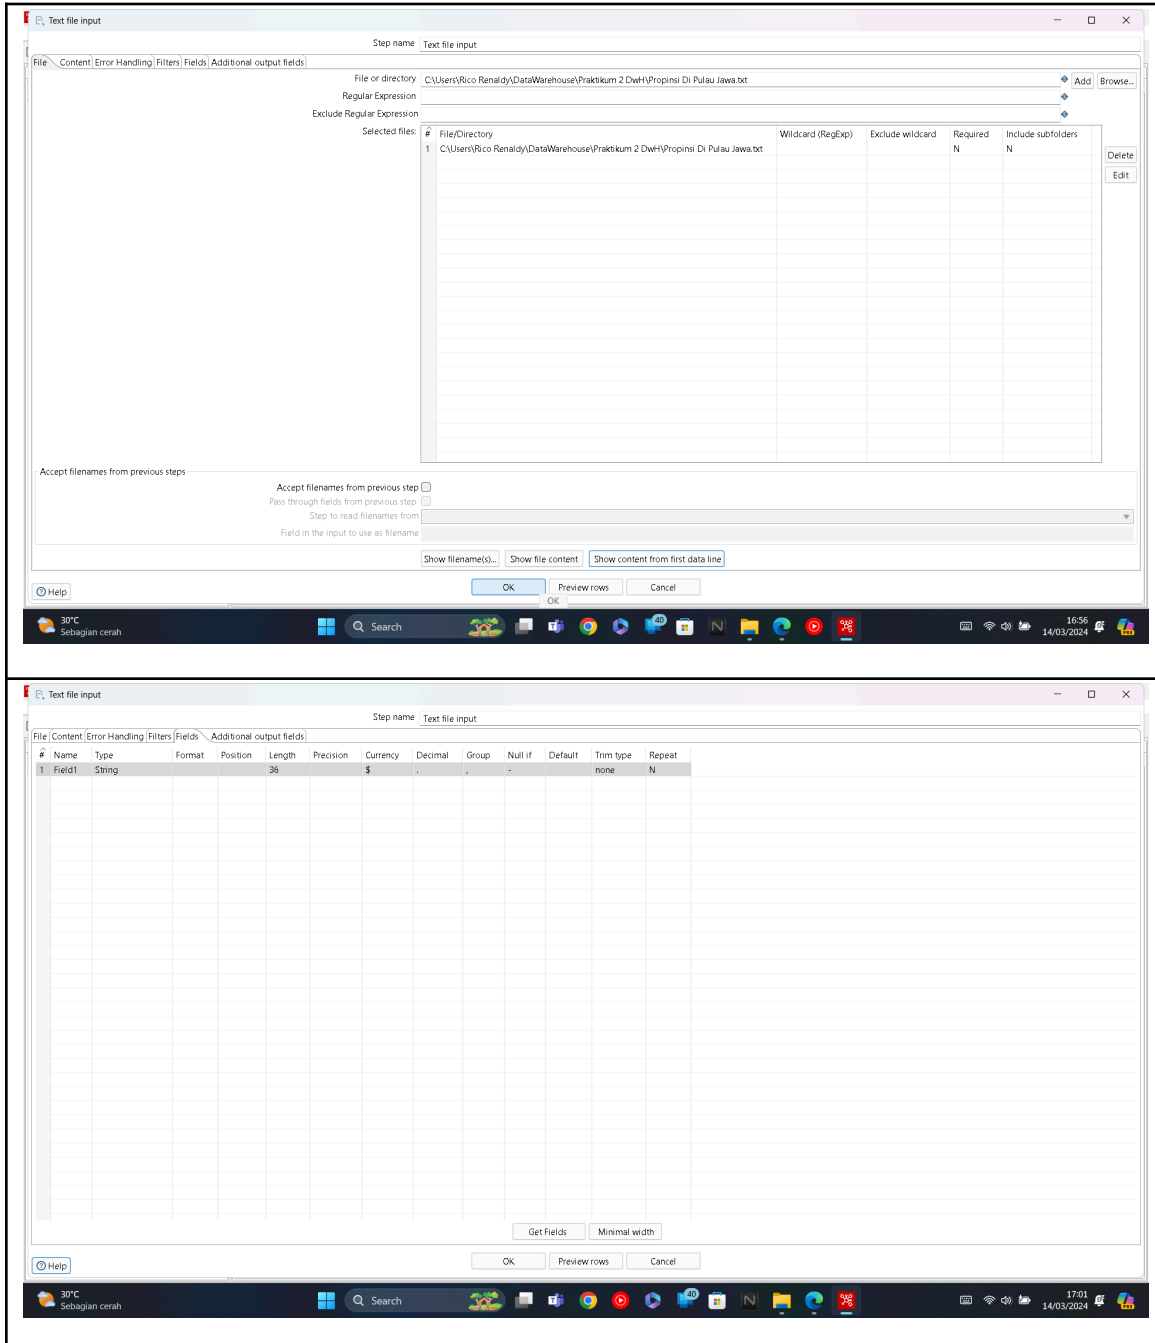 Text file input
Step name Text file input
File Content Error Handling Filters Fields Additional output fields
File or directory C:\Users\Rico Renaldy\DataWarehouse\Praktikum 2 DwH\Propinsi Di Pulau Jawa.txt Add Browse...
Regular Expression
Exclude Regular Expression
Selected files: # File/Directory Wildcard (RegExp) Exclude wildcard Required Include subfolders
1 C:\Users\Rico Renaldy\DataWarehouse\Praktikum 2 DwH\Propinsi Di Pulau Jawa.txt N N
Delete
Edit
Accept filenames from previous steps
Accept filenames from previous step
Pass through fields from previous step
Step to read filenames from
Field in the input to use as filename
Show filename(s)... Show file content Show content from first data line
Help OK Preview rows Cancel
OK
30°C
Sebagian cerah
Search
40
16:56
14/03/2024
Text file input
Step name Text file input
File Content Error Handling Filters Fields Additional output fields
# Name Type Format Position Length Precision Currency Decimal Group Null if Default Trim type Repeat
1 Field1 String 36 $ . , - none N
Get Fields Minimal width
Help OK Preview rows Cancel
30°C
Sebagian cerah
Search
40
17:01
14/03/2024